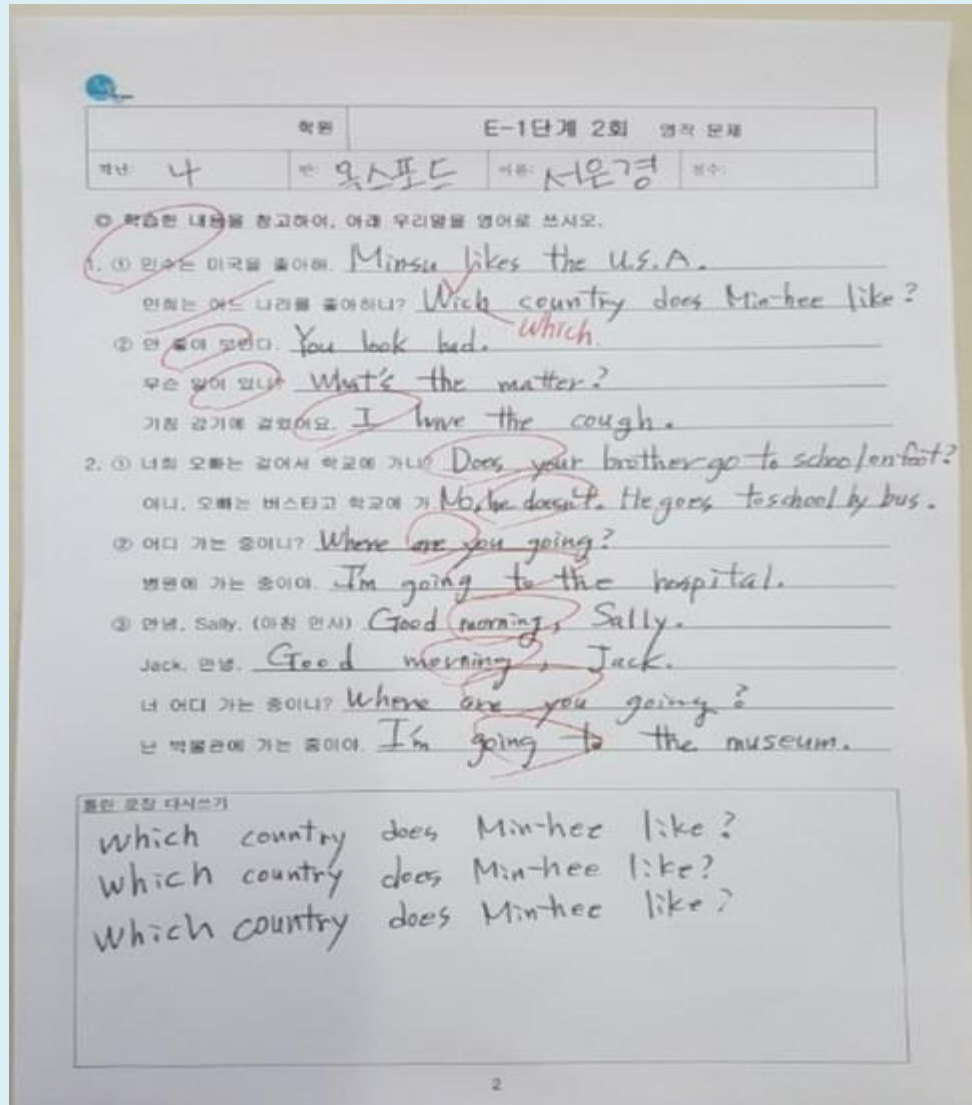 학원 E-1단계 2회 영작 문제
학년: 4 반: 옥스포드 이름: 서은경 점수:
◎ 학습한 내용을 참고하여, 아래 우리말을 영어로 쓰시오.
1. ① 민수는 미국을 좋아해. Minsu likes the U.S.A.
민희는 어느 나라를 좋아하니? Wich country does Min-hee like?
which
② 안 좋아 보인다. You look bad.
무슨 일이 있니? What's the matter?
기침 감기에 걸렸어요. I have the cough.
2. ① 너희 오빠는 걸어서 학교에 가니? Does your brother go to school on foot?
아니, 오빠는 버스타고 학교에 가 No, he doesn't. He goes to school by bus.
② 어디 가는 중이니? Where are you going?
병원에 가는 중이야. I'm going to the hospital.
③ 안녕, Sally. (아침 인사) Good morning, Sally.
Jack, 안녕. Good morning, Jack.
너 어디 가는 중이니? Where are you going?
난 박물관에 가는 중이야. I'm going to the museum.
틀린 문장 다시쓰기
which country does Min-hee like?
which country does Min-hee like?
which country does Min-hee like?
2